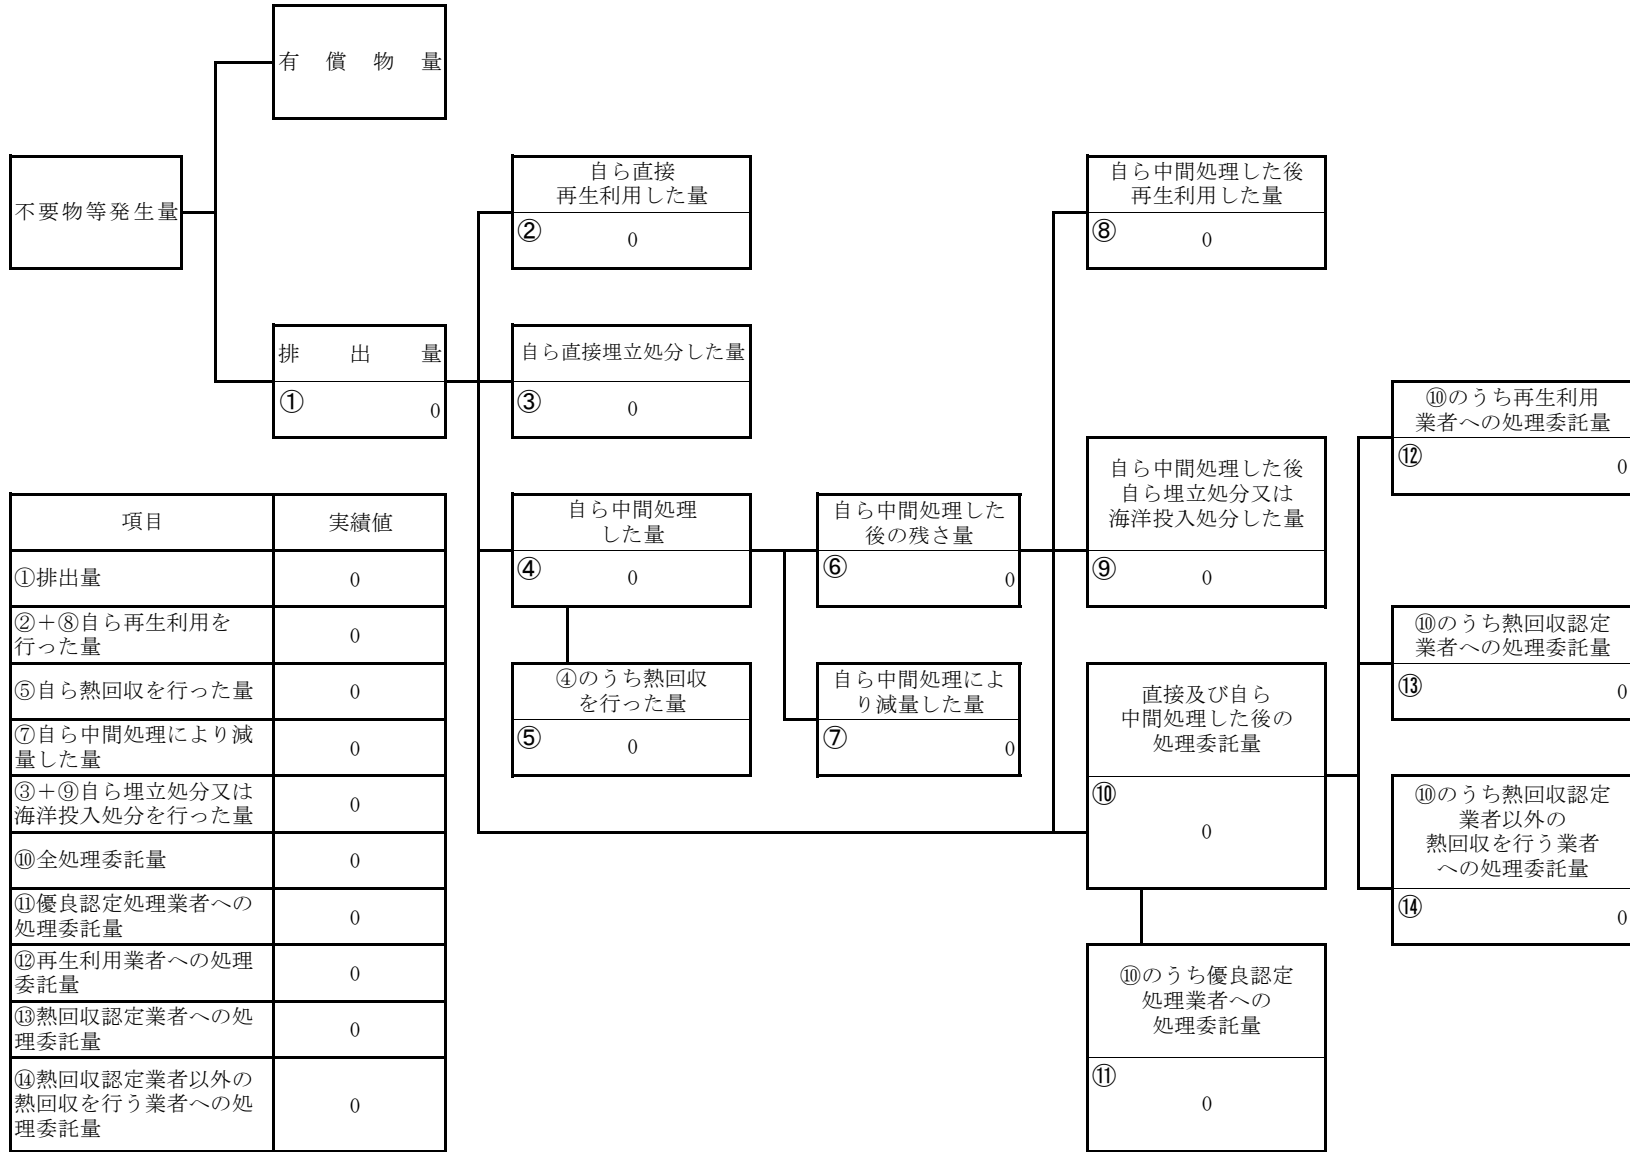 有償物量
不要物等発生量
自ら直接
再生利用した量
② 0
自ら中間処理した後
再生利用した量
⑧ 0
排出量
① 0
自ら直接埋立処分した量
③ 0
⑩のうち再生利用
業者への処理委託量
⑫ 0
自ら中間処理
した量
④ 0
自ら中間処理した
後の残さ量
⑥ 0
自ら中間処理した後
自ら埋立処分又は
海洋投入処分した量
⑨ 0
⑩のうち熱回収認定
業者への処理委託量
⑬ 0
④のうち熱回収
を行った量
⑤ 0
自ら中間処理によ
り減量した量
⑦ 0
直接及び自ら
中間処理した後の
処理委託量
⑩
0
⑩のうち熱回収認定
業者以外の
熱回収を行う業者
への処理委託量
⑭ 0
⑩のうち優良認定
処理業者への
処理委託量
⑪
0
項目 実績値
①排出量 0
②+⑧自ら再生利用を
行った量 0
⑤自ら熱回収を行った量 0
⑦自ら中間処理により減
量した量 0
③+⑨自ら埋立処分又は
海洋投入処分を行った量 0
⑩全処理委託量 0
⑪優良認定処理業者への
処理委託量 0
⑫再生利用業者への処理
委託量 0
⑬熱回収認定業者への処
理委託量 0
⑭熱回収認定業者以外の
熱回収を行う業者への処
理委託量 0